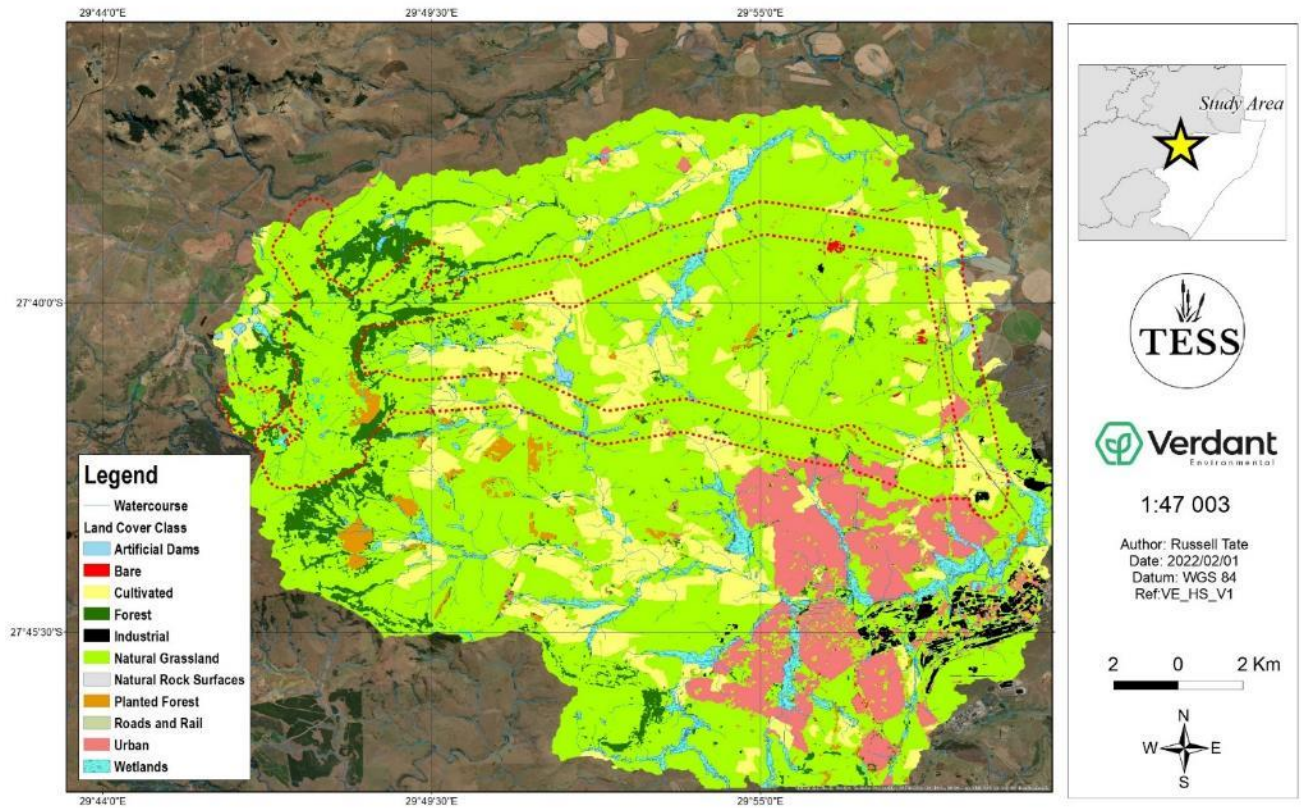 29°44'0"E
29°49'30"E
29°55'0"E
27°40'0"S
27°45'30"S
Legend
Watercourse
Land Cover Class
Artificial Dams
Bare
Cultivated
Forest
Industrial
Natural Grassland
Natural Rock Surfaces
Planted Forest
Roads and Rail
Urban
Wetlands
29°44'0"E
29°49'30"E
29°55'0"E
Study Area
TESS
Verdant
Environmental
1:47 003
Author: Russell Tate
Date: 2022/02/01
Datum: WGS 84
Ref:VE_HS_V1
2 0 2 Km
N
W E
S